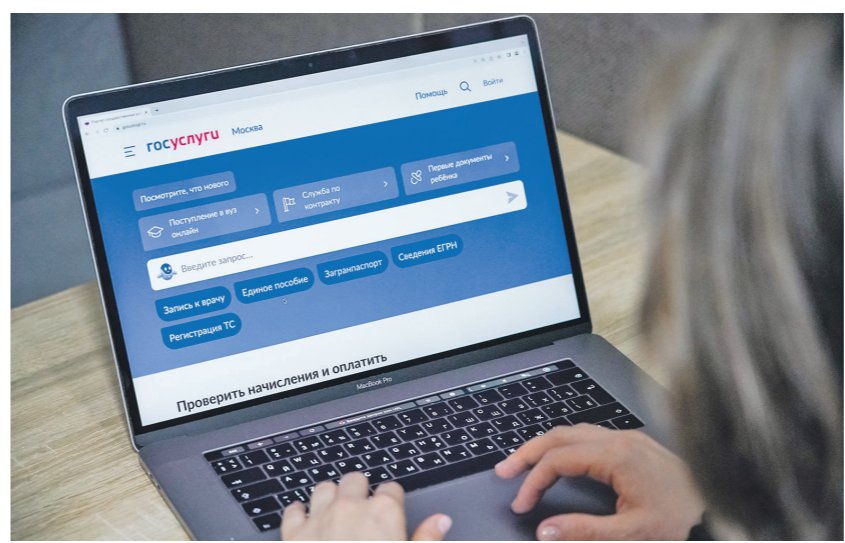 госуслуги Москва Помощь Войти
Посмотрите, что нового
Поступление в вуз
онлайн
Служба по
контракту
Первые документы
ребёнка
Введите запрос...
Запись к врачу Единое пособие Загранпаспорт Сведения ЕГРН
Регистрация ТС
Проверить начисления и оплатить
MacBook Pro